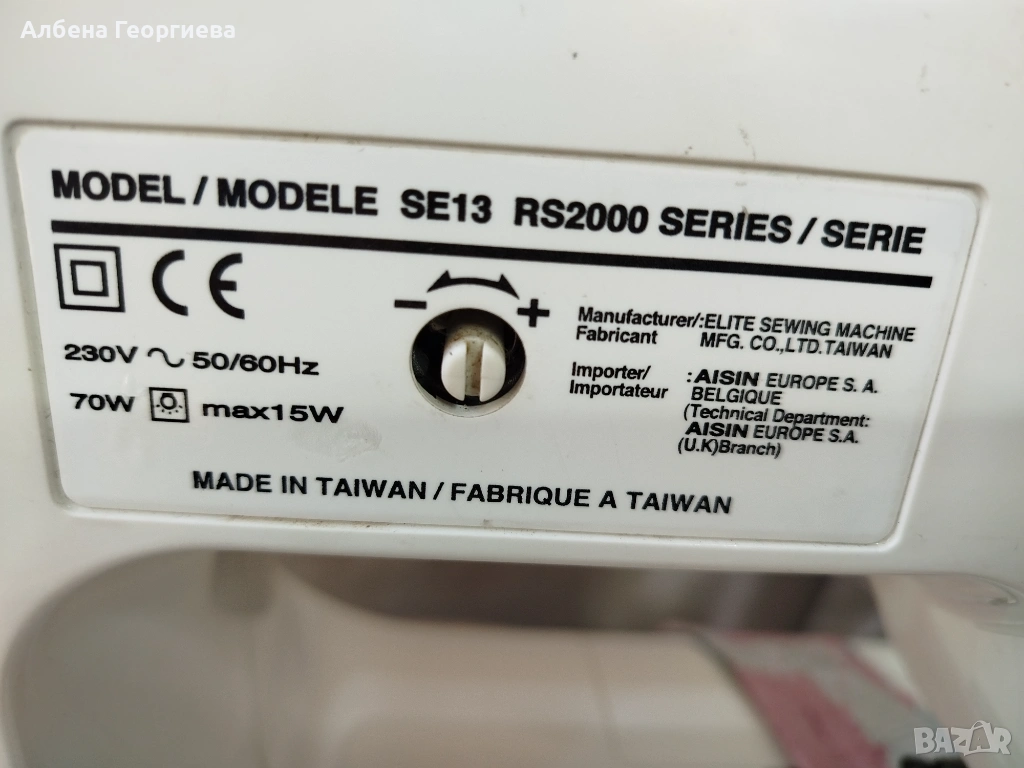 Албена Георгиева
MODEL / MODELE SE13 RS2000 SERIES / SERIE
CE
− +
230V ∿ 50/60Hz
70W max15W
Manufacturer/:ELITE SEWING MACHINE
Fabricant MFG. CO.,LTD.TAIWAN
Importer/ :AISIN EUROPE S. A.
Importateur BELGIQUE
(Technical Department:
AISIN EUROPE S.A.
(U.K)Branch)
MADE IN TAIWAN / FABRIQUE A TAIWAN
BAZAR